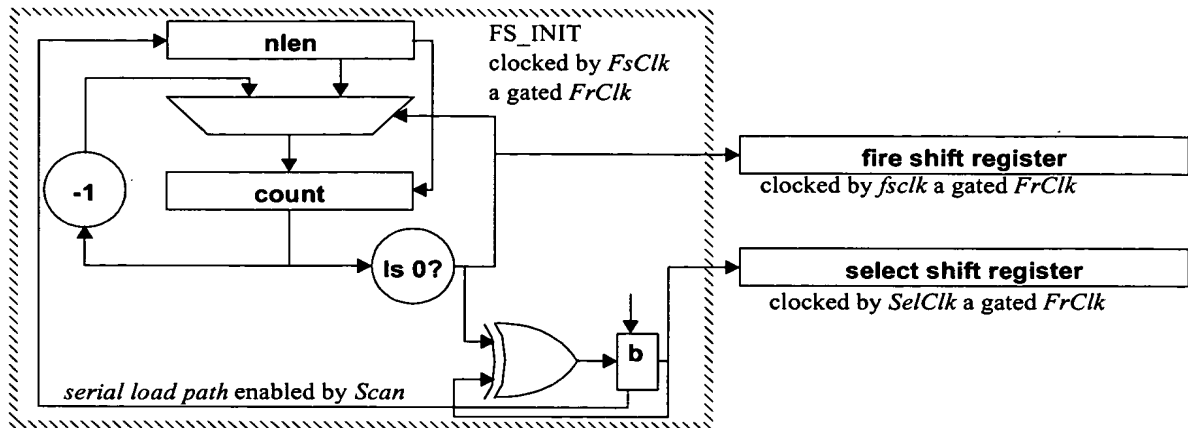 nlen
FS_INIT
clocked by FsClk
a gated FrClk
-1
count
Is 0?
fire shift register
clocked by fsclk a gated FrClk
select shift register
clocked by SelClk a gated FrClk
b
serial load path enabled by Scan